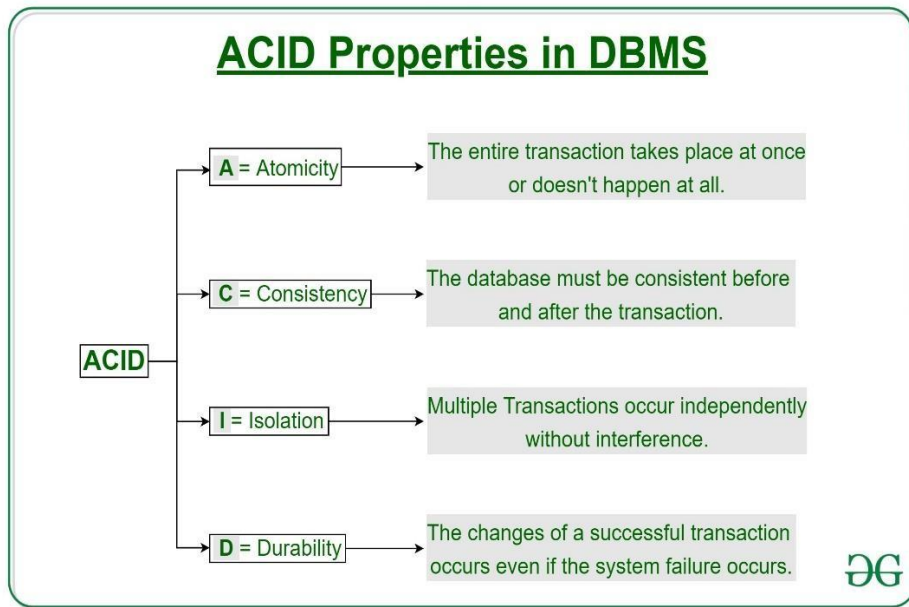 ACID Properties in DBMS
A = Atomicity
The entire transaction takes place at once
or doesn't happen at all.
C = Consistency
The database must be consistent before
and after the transaction.
ACID
I = Isolation
Multiple Transactions occur independently
without interference.
D = Durability
The changes of a successful transaction
occurs even if the system failure occurs.